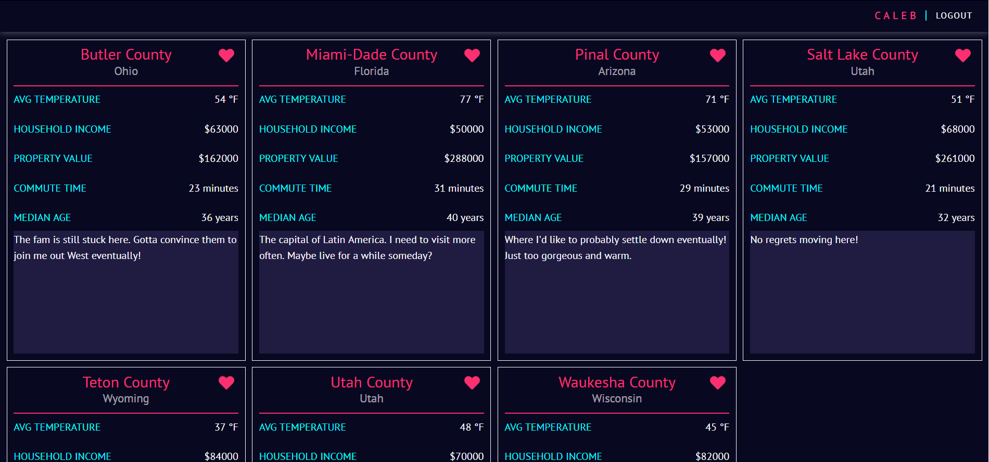 CALEB | LOGOUT
Butler County
Ohio
AVG TEMPERATURE 54 °F
HOUSEHOLD INCOME $63000
PROPERTY VALUE $162000
COMMUTE TIME 23 minutes
MEDIAN AGE 36 years
The fam is still stuck here. Gotta convince them to
join me out West eventually!
Miami-Dade County
Florida
AVG TEMPERATURE 77 °F
HOUSEHOLD INCOME $50000
PROPERTY VALUE $288000
COMMUTE TIME 31 minutes
MEDIAN AGE 40 years
The capital of Latin America. I need to visit more
often. Maybe live for a while someday?
Pinal County
Arizona
AVG TEMPERATURE 71 °F
HOUSEHOLD INCOME $53000
PROPERTY VALUE $157000
COMMUTE TIME 29 minutes
MEDIAN AGE 39 years
Where I'd like to probably settle down eventually!
Just too gorgeous and warm.
Salt Lake County
Utah
AVG TEMPERATURE 51 °F
HOUSEHOLD INCOME $68000
PROPERTY VALUE $261000
COMMUTE TIME 21 minutes
MEDIAN AGE 32 years
No regrets moving here!
Teton County
Wyoming
AVG TEMPERATURE 37 °F
HOUSEHOLD INCOME $84000
Utah County
Utah
AVG TEMPERATURE 48 °F
HOUSEHOLD INCOME $70000
Waukesha County
Wisconsin
AVG TEMPERATURE 45 °F
HOUSEHOLD INCOME $82000